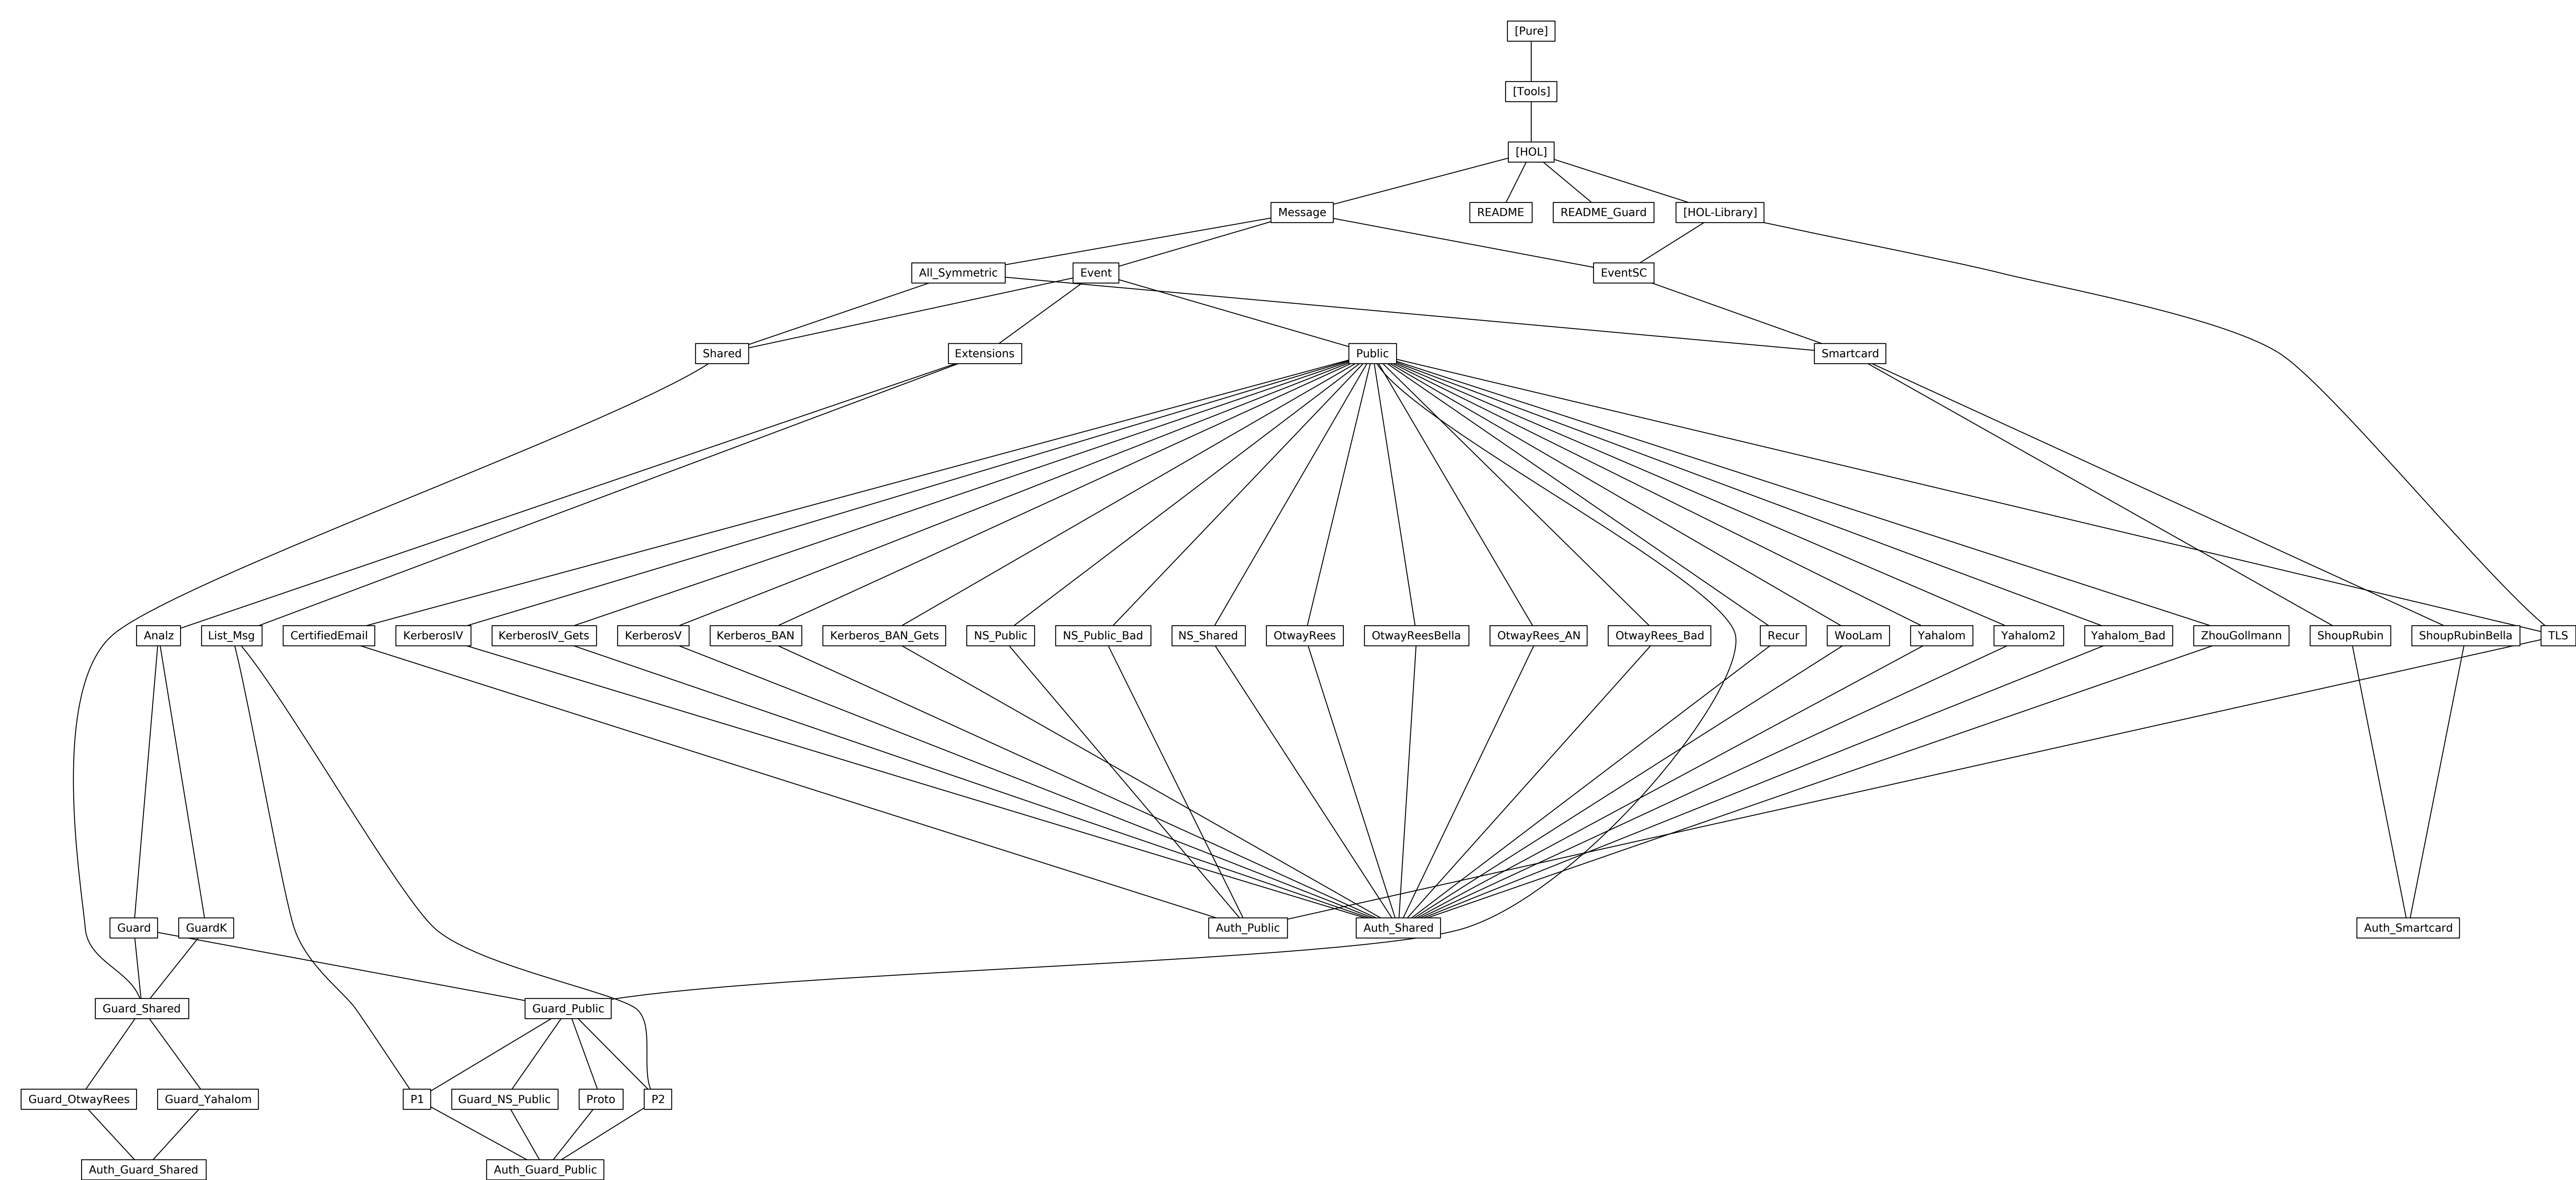 [Pure]
[Tools]
[HOL]
Message
README
README_Guard
[HOL-Library]
All_Symmetric
Event
EventSC
Shared
Extensions
Public
Smartcard
Analz
List_Msg
CertifiedEmail
KerberosIV
KerberosIV_Gets
KerberosV
Kerberos_BAN
Kerberos_BAN_Gets
NS_Public
NS_Public_Bad
NS_Shared
OtwayRees
OtwayReesBella
OtwayRees_AN
OtwayRees_Bad
Recur
WooLam
Yahalom
Yahalom2
Yahalom_Bad
ZhouGollmann
ShoupRubin
ShoupRubinBella
TLS
Guard
GuardK
Auth_Public
Auth_Shared
Auth_Smartcard
Guard_Shared
Guard_Public
Guard_OtwayRees
Guard_Yahalom
P1
Guard_NS_Public
Proto
P2
Auth_Guard_Shared
Auth_Guard_Public